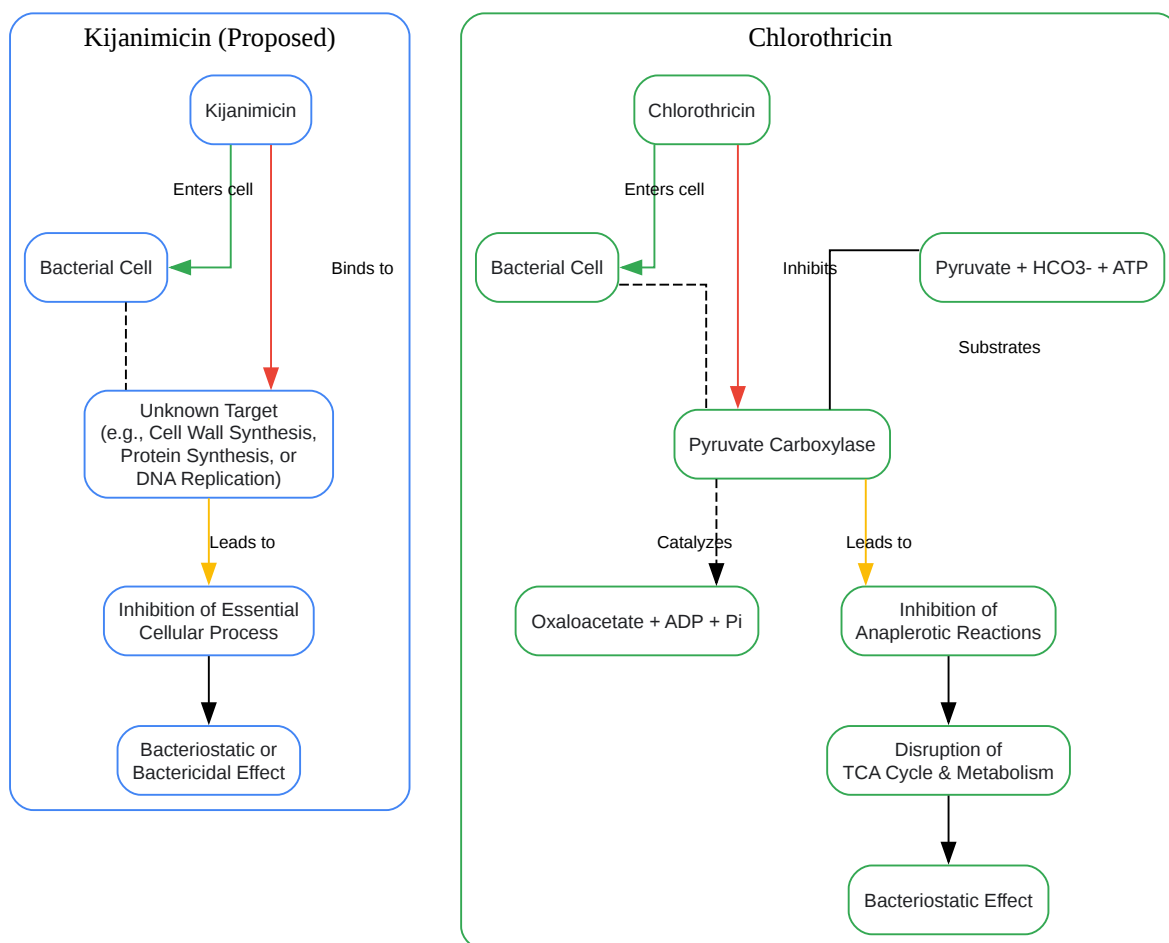 Kijanimicin (Proposed)
Kijanimicin
Enters cell
Bacterial Cell
Binds to
Unknown Target
(e.g., Cell Wall Synthesis,
Protein Synthesis, or
DNA Replication)
Leads to
Inhibition of Essential
Cellular Process
Bacteriostatic or
Bactericidal Effect
Chlorothricin
Chlorothricin
Enters cell
Bacterial Cell
Inhibits
Pyruvate + HCO3- + ATP
Substrates
Pyruvate Carboxylase
Catalyzes
Leads to
Oxaloacetate + ADP + Pi
Inhibition of
Anaplerotic Reactions
Disruption of
TCA Cycle & Metabolism
Bacteriostatic Effect